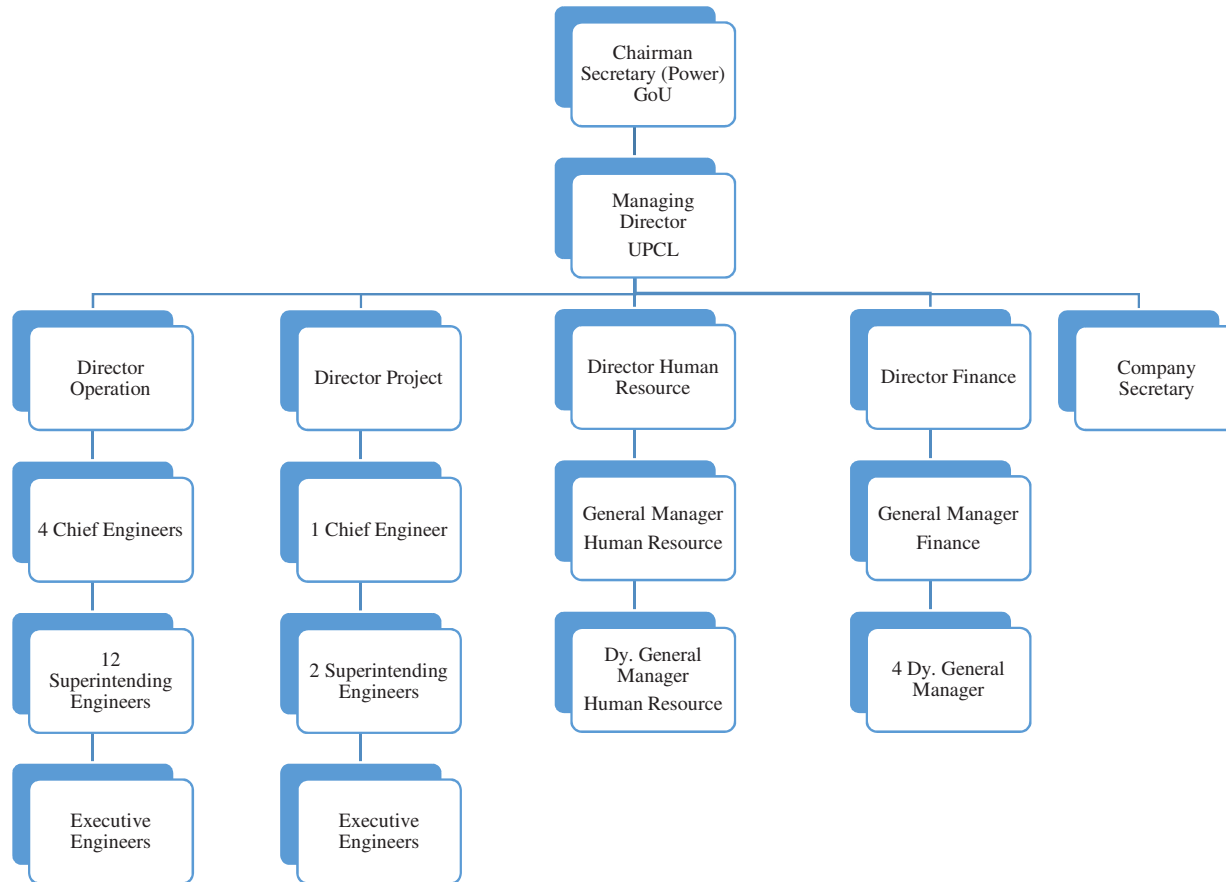 Chairman
Secretary (Power)
GoU
Managing
Director
UPCL
Director
Operation
Director Project
Director Human
Resource
Director Finance
Company
Secretary
4 Chief Engineers
1 Chief Engineer
General Manager
Human Resource
General Manager
Finance
12
Superintending
Engineers
2 Superintending
Engineers
Dy. General
Manager
Human Resource
4 Dy. General
Manager
Executive
Engineers
Executive
Engineers